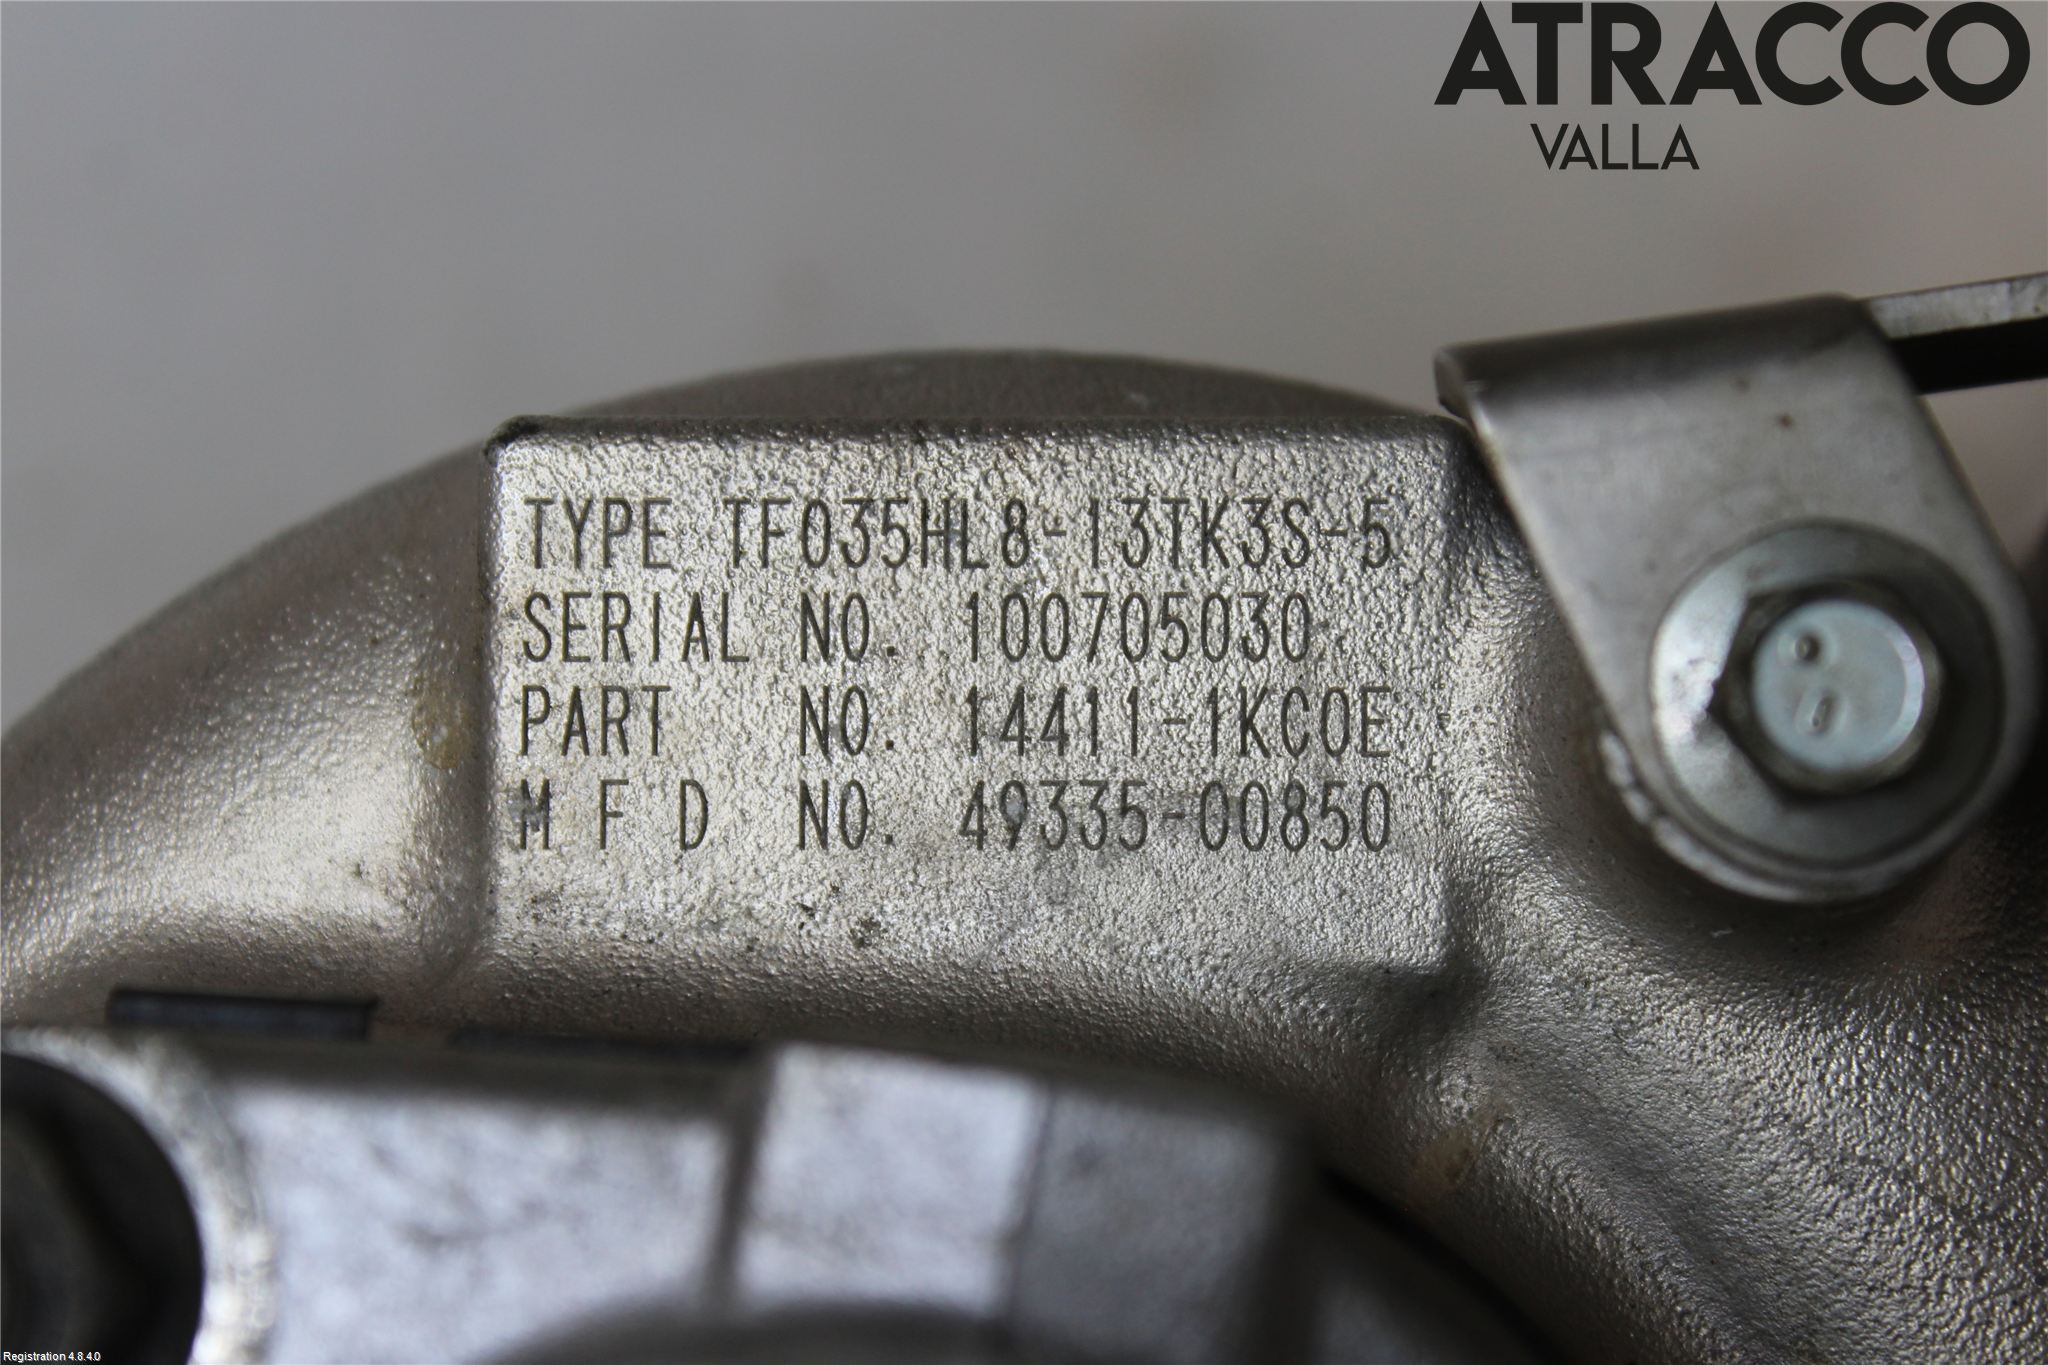 ATRACCO
VALLA
TYPE TF035HL8-13TK3S-5
SERIAL NO. 100705030
PART NO. 14411-1KC0E
M F D NO. 49335-00850
Registration 4.8.4.0